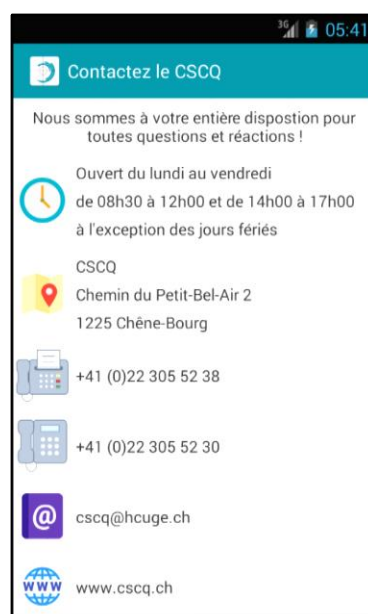 3G 05:41
Contactez le CSCQ
Nous sommes à votre entière dispostion pour
toutes questions et réactions !
Ouvert du lundi au vendredi
de 08h30 à 12h00 et de 14h00 à 17h00
à l'exception des jours fériés
CSCQ
Chemin du Petit-Bel-Air 2
1225 Chêne-Bourg
+41 (0)22 305 52 38
+41 (0)22 305 52 30
@ cscq@hcuge.ch
WWW www.cscq.ch